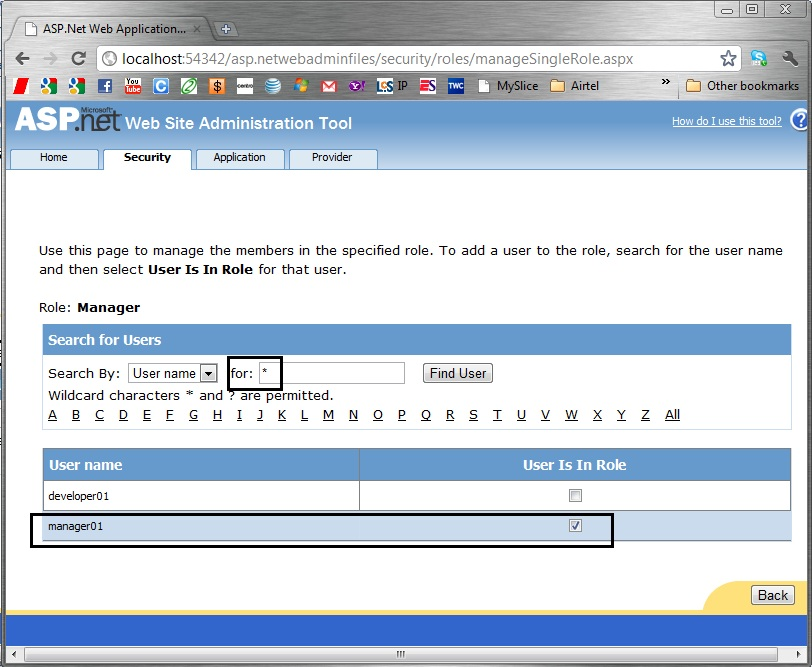 ASP.Net Web Application...
localhost:54342/asp.netwebadminfiles/security/roles/manageSingleRole.aspx
You Tube IP TWC MySlice Airtel » Other bookmarks
Microsoft
ASP.net Web Site Administration Tool How do I use this tool? ?
Home Security Application Provider
Use this page to manage the members in the specified role. To add a user to the role, search for the user name
and then select User Is In Role for that user.
Role: Manager
Search for Users
Search By: User name for: * Find User
Wildcard characters * and ? are permitted.
A B C D E F G H I J K L M N O P Q R S T U V W X Y Z All
User name User Is In Role
developer01
manager01
Back